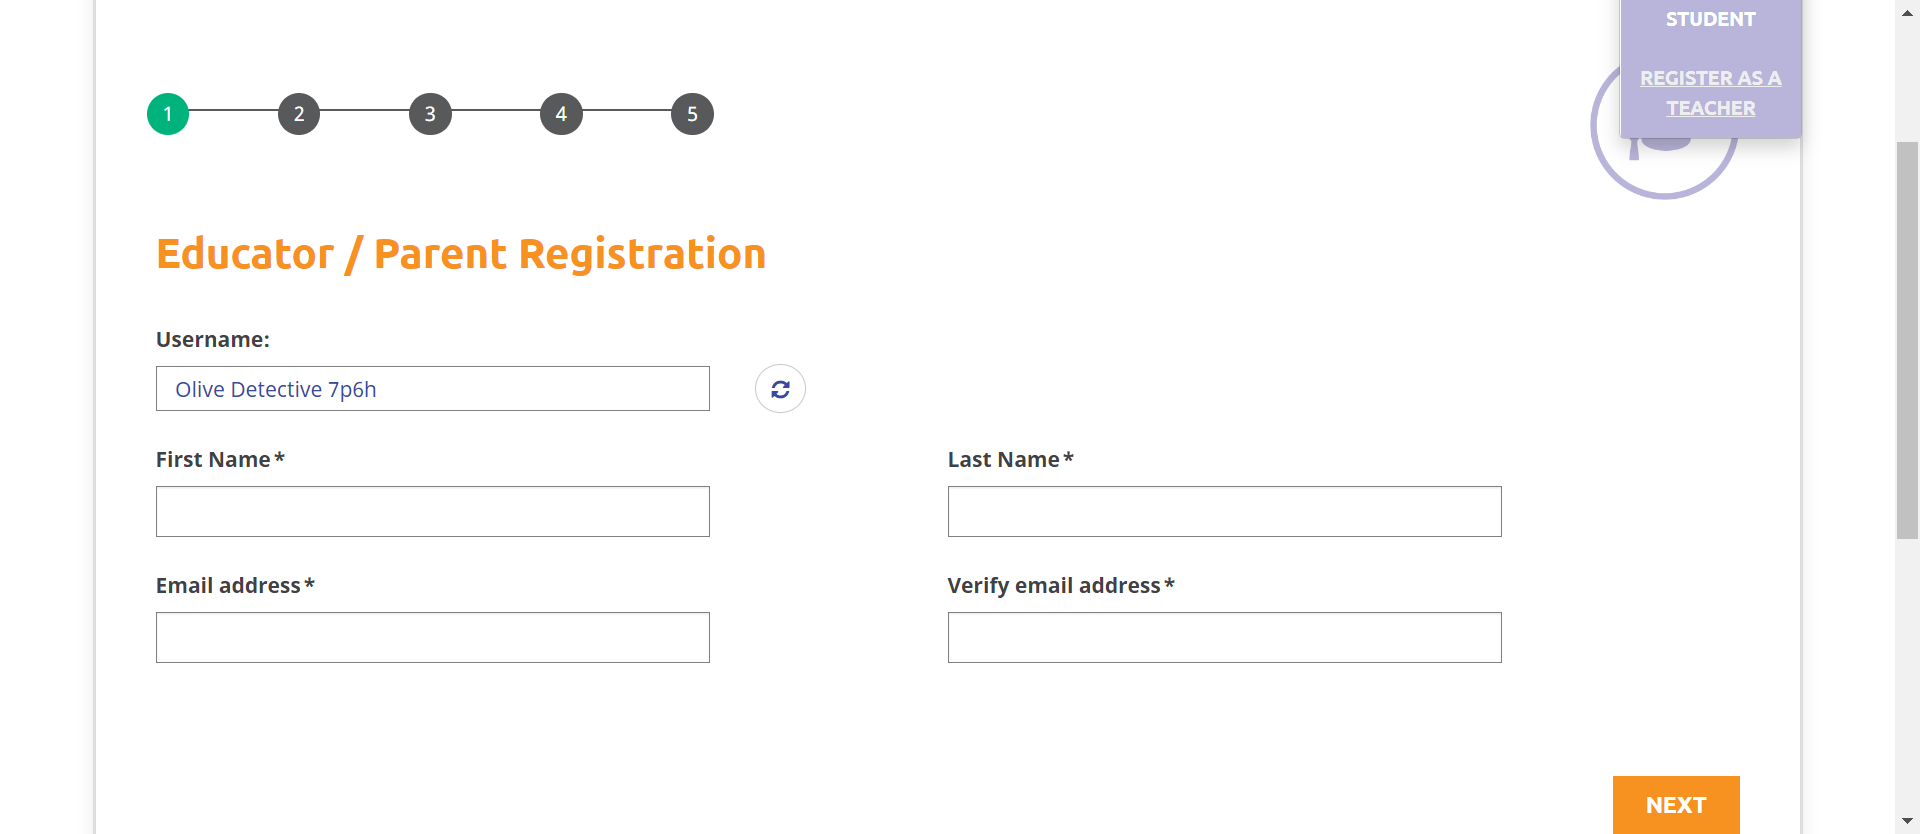 STUDENT
REGISTER AS A
TEACHER
1 2 3 4 5
Educator / Parent Registration
Username:
Olive Detective 7p6h
First Name* Last Name*
Email address* Verify email address*
NEXT